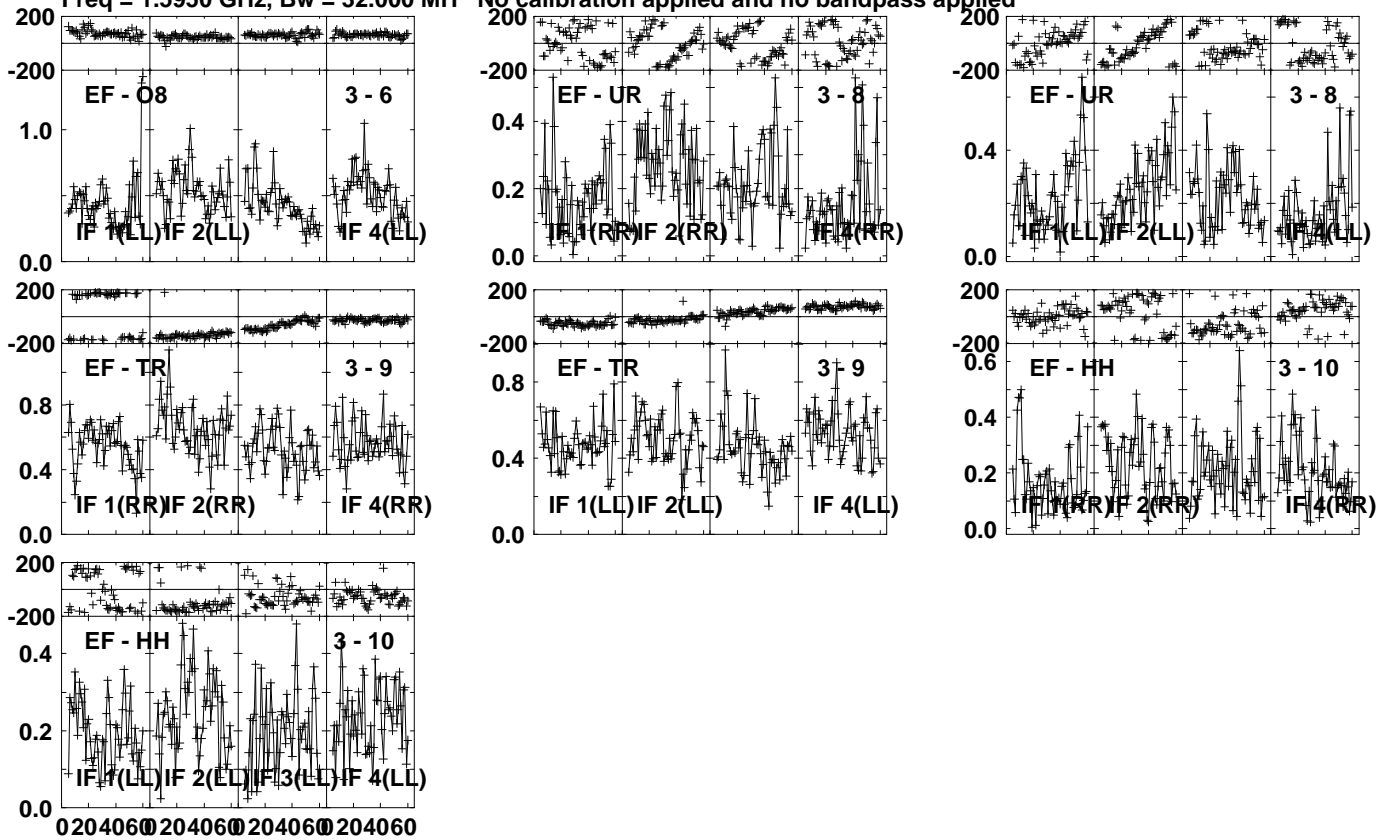 Freq = 1.5950 GHz, Bw = 32.000 MH No calibration applied and no bandpass applied
200
-200
EF - O8 3 - 6
1.0
IF 1(LL) IF 2(LL) IF 4(LL)
0.0
200
-200
EF - UR 3 - 8
0.4
0.2
IF 1(RR) IF 2(RR) IF 4(RR)
0.0
200
-200
EF - UR 3 - 8
0.4
IF 1(LL) IF 2(LL) IF 4(LL)
0.0
200
-200
EF - TR 3 - 9
0.8
0.4
IF 1(RR) IF 2(RR) IF 4(RR)
0.0
200
-200
EF - TR 3 - 9
0.8
0.4
IF 1(LL) IF 2(LL) IF 4(LL)
0.0
200
-200
0.6
EF - HH 3 - 10
0.4
0.2
IF 1(RR) IF 2(RR) IF 4(RR)
0.0
200
-200
EF - HH 3 - 10
0.4
0.2
IF 1(LL) IF 2(LL) IF 3(LL) IF 4(LL)
0.0
0 20 40 60 0 20 40 60 0 20 40 60 0 20 40 60